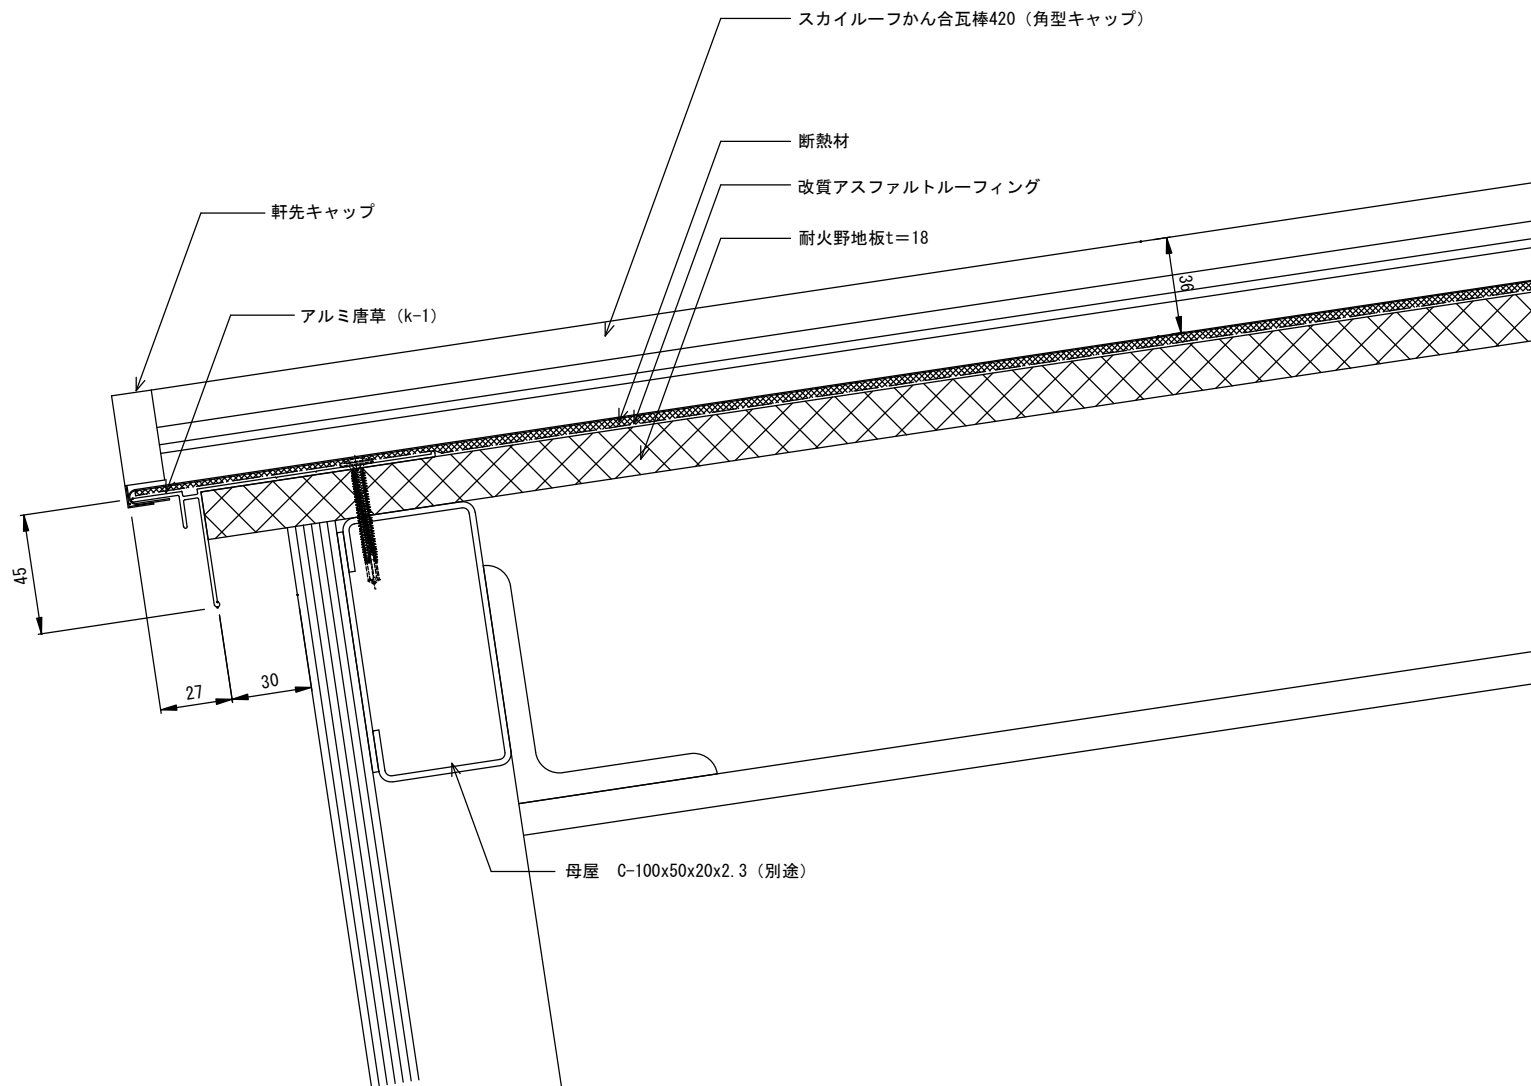 スカイルーフかん合瓦棒420（角型キャップ）
断熱材
改質アスファルトルーフィング
軒先キャップ
耐火野地板t＝18
36
アルミ唐草（k-1）
45
27
30
母屋　C-100x50x20x2.3（別途）